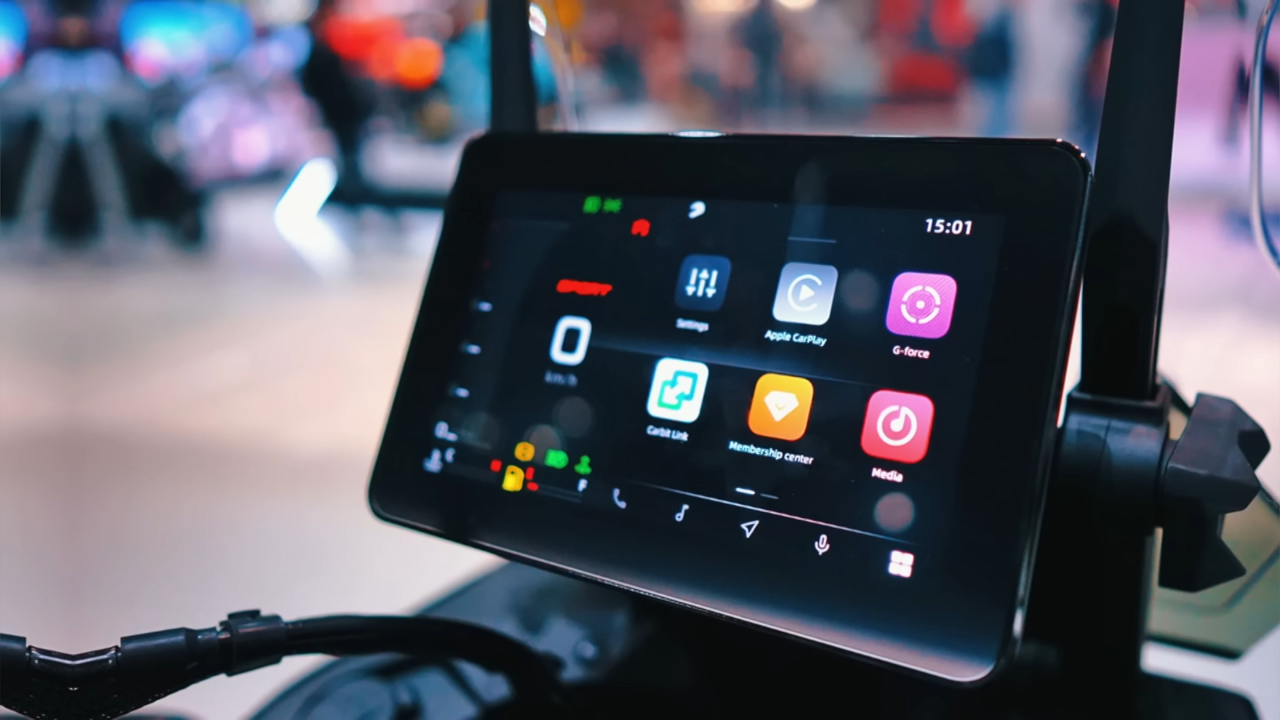 15:01
SPORT
0
km/h
Settings
Apple CarPlay
G-force
Carbit Link
Membership center
Media
F